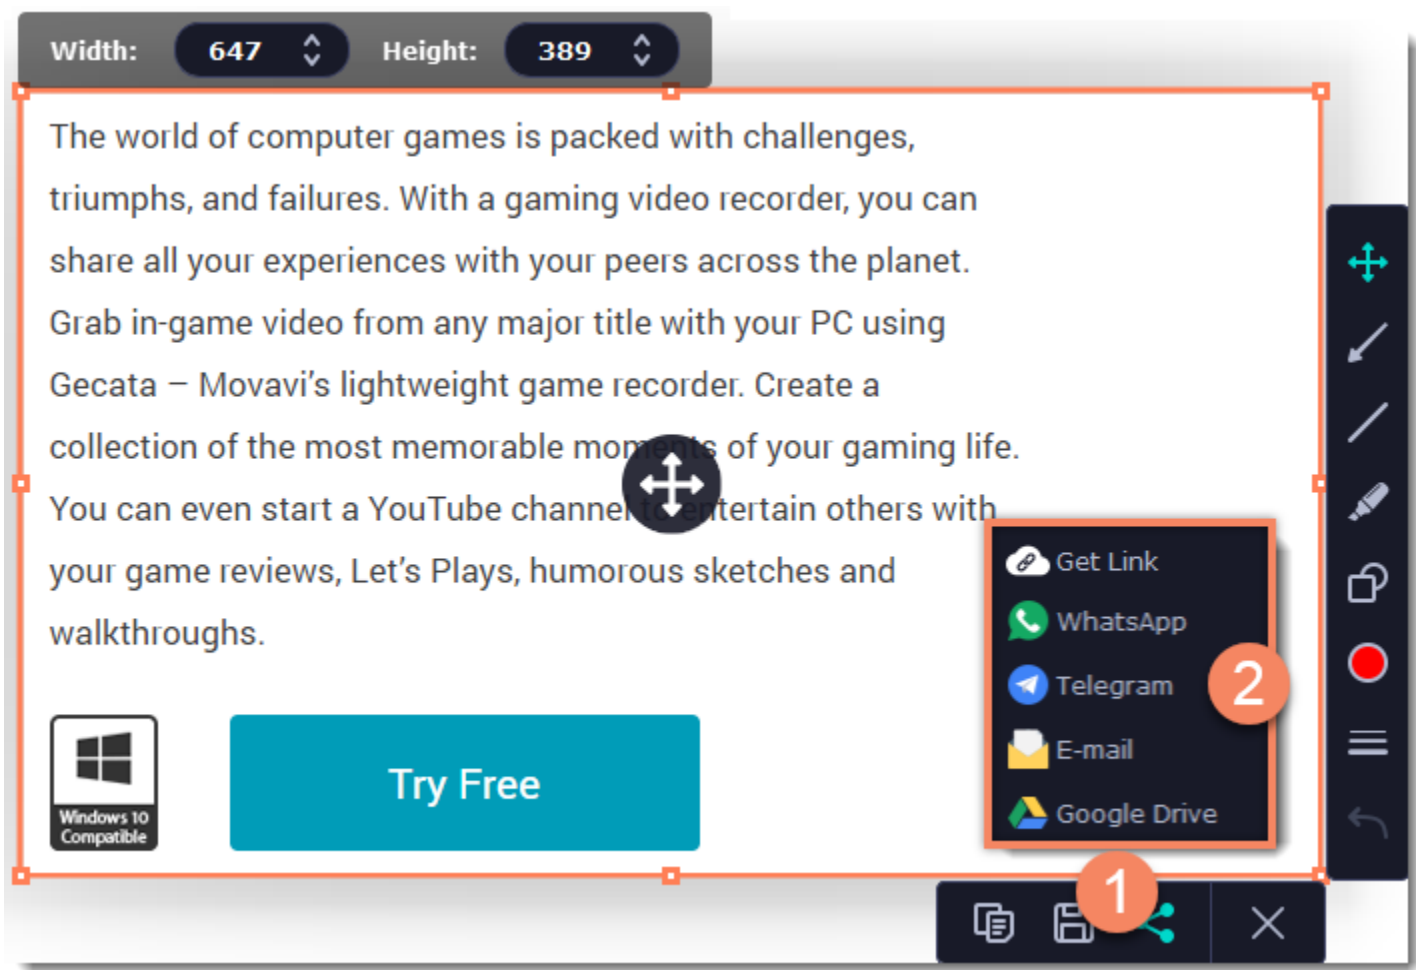 Width: 647 Height: 389
The world of computer games is packed with challenges,
triumphs, and failures. With a gaming video recorder, you can
share all your experiences with your peers across the planet.
Grab in-game video from any major title with your PC using
Gecata – Movavi's lightweight game recorder. Create a
collection of the most memorable moments of your gaming life.
You can even start a YouTube channel to entertain others with
your game reviews, Let's Plays, humorous sketches and
walkthroughs.
Get Link
WhatsApp
Telegram
2
E-mail
Google Drive
Windows 10
Compatible
Try Free
1